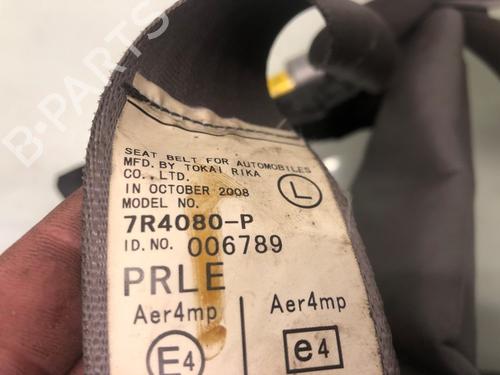 B-PARTS
SEAT BELT FOR AUTOMOBILES
MFD. BY TOKAI RIKA
CO., LTD.
IN OCTOBER 2008
MODEL NO.
L
7R4080-P
ID. NO. 006789
PRLE
Aer4mp Aer4mp
E4 e4